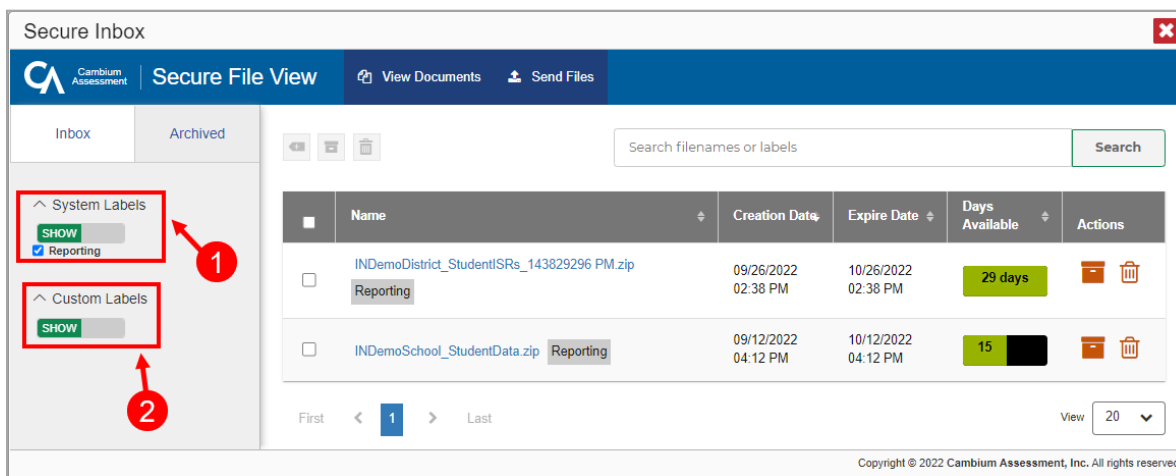 Secure Inbox
CA Cambium Assessment Secure File View View Documents Send Files
Inbox Archived
Search filenames or labels Search
System Labels
SHOW
Reporting
1
Custom Labels
SHOW
2
Name Creation Date Expire Date Days Available Actions
INDemoDistrict_StudentISRs_143829296 PM.zip
Reporting
09/26/2022
02:38 PM
10/26/2022
02:38 PM
29 days
INDemoSchool_StudentData.zip Reporting
09/12/2022
04:12 PM
10/12/2022
04:12 PM
15
First 1 Last View 20
Copyright © 2022 Cambium Assessment, Inc. All rights reserved